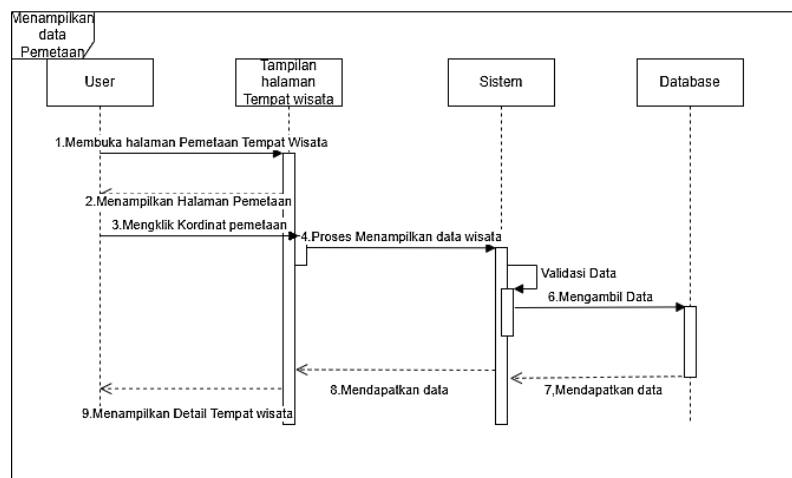 Menampilkan
data
Pemetaan
User
Tampilan
halaman
Tempat wisata
Sistem
Database
1.Membuka halaman Pemetaan Tempat Wisata
2.Menampilkan Halaman Pemetaan
3.Mengklik Kordinat pemetaan
4.Proses Menampilkan data wisata
Validasi Data
6.Mengambil Data
7,Mendapatkan data
8.Mendapatkan data
9.Menampilkan Detail Tempat wisata